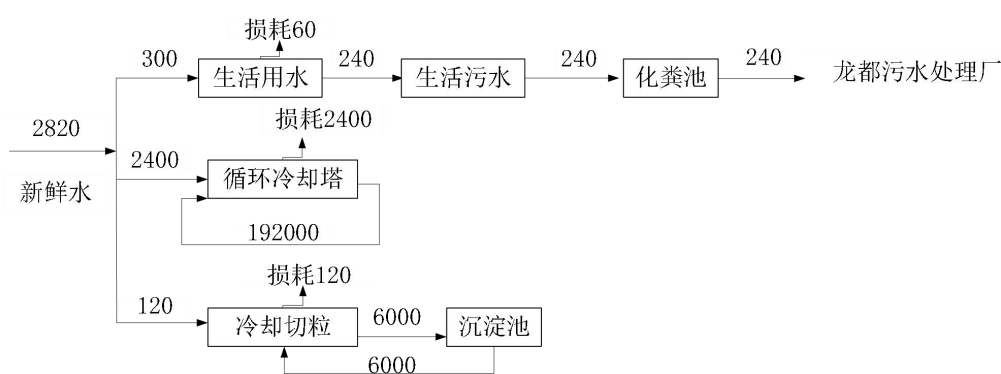 损耗60
300
生活用水
240
生活污水
240
化粪池
240
龙都污水处理厂
2820
新鲜水
损耗2400
2400
循环冷却塔
192000
损耗120
120
冷却切粒
6000
沉淀池
6000